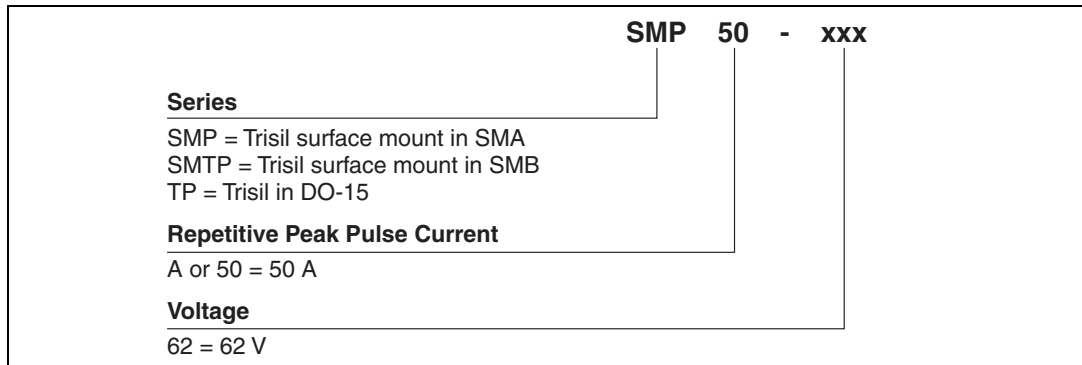 SMP 50 - xxx
Series
SMP = Trisil surface mount in SMA
SMTP = Trisil surface mount in SMB
TP = Trisil in DO-15
Repetitive Peak Pulse Current
A or 50 = 50 A
Voltage
62 = 62 V